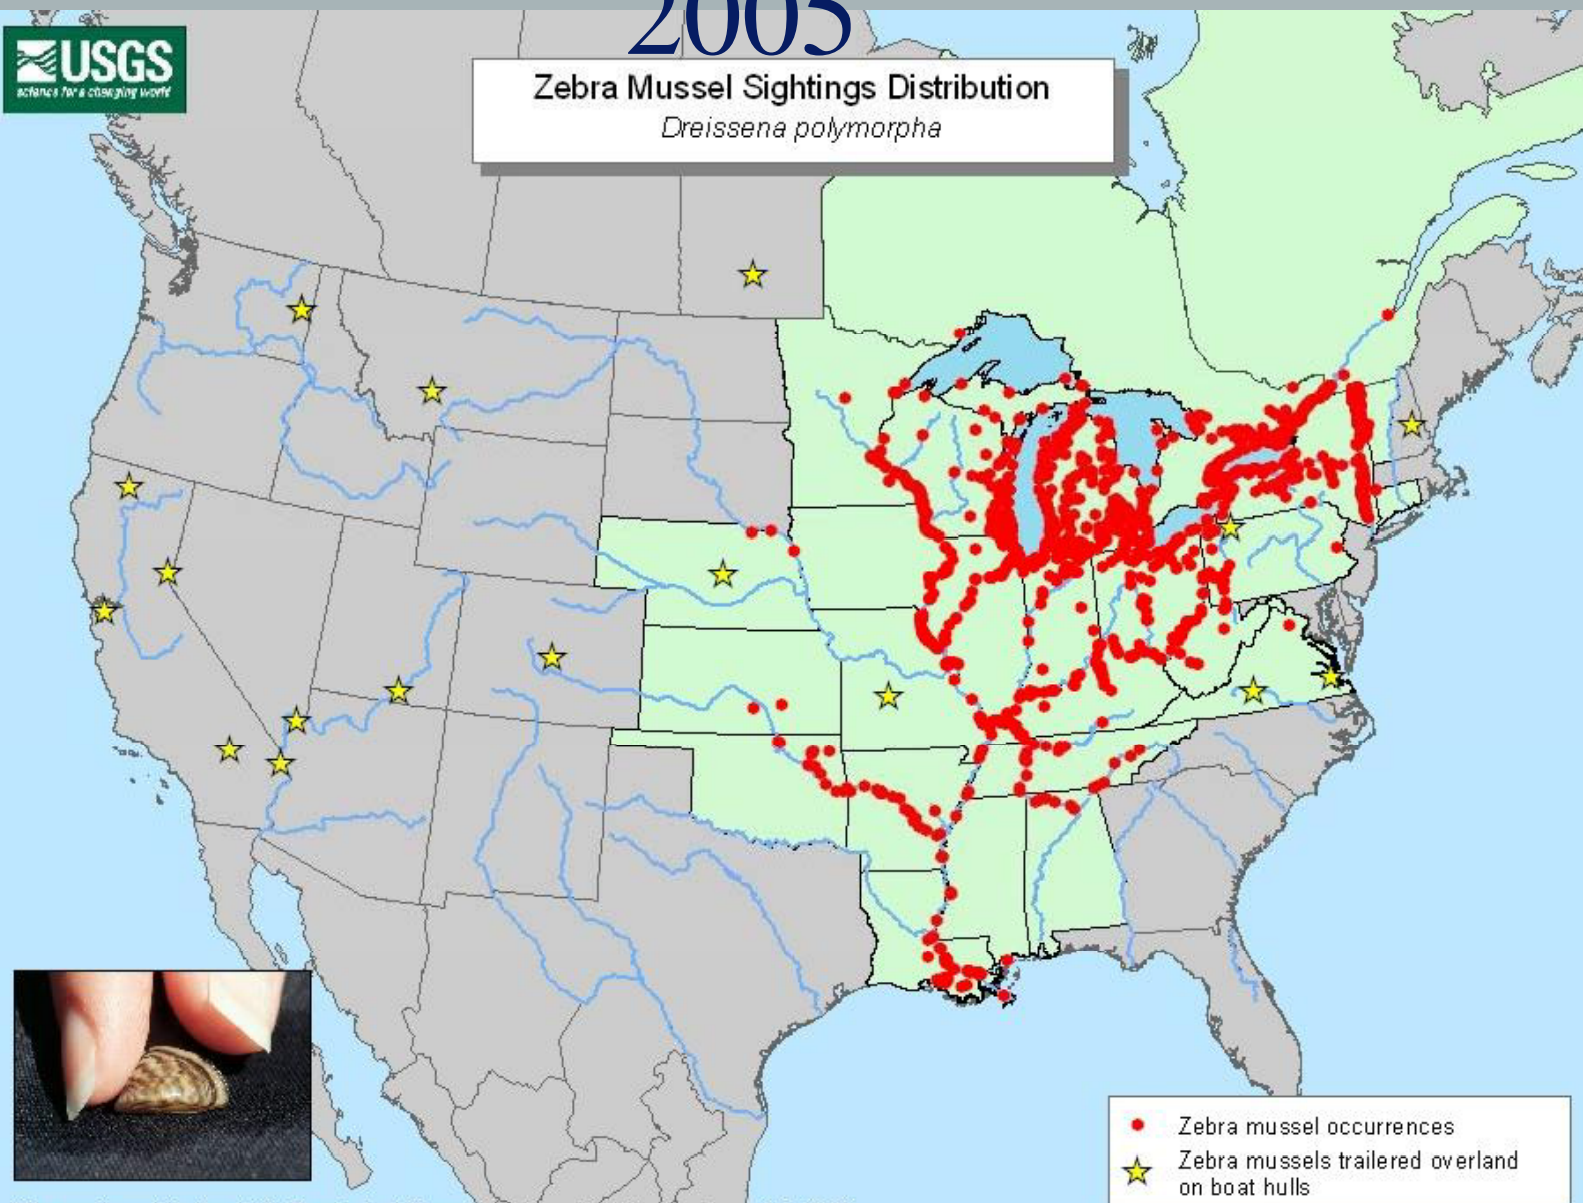 2005
USGS
science for a changing world
Zebra Mussel Sightings Distribution
Dreissena polymorpha
Zebra mussel occurrences
Zebra mussels trailered overland
on boat hulls